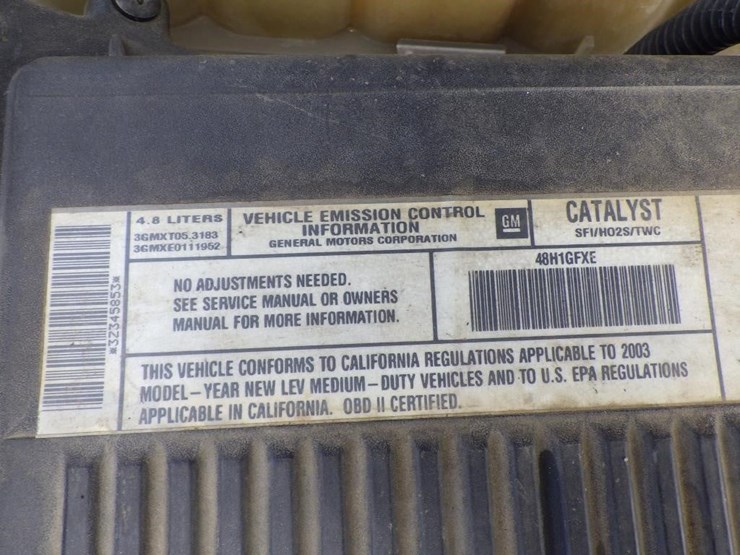 *32345853*
4.8 LITERS
3GMXT05.3183
3GMXE0111952
VEHICLE EMISSION CONTROL
INFORMATION
GENERAL MOTORS CORPORATION
GM
CATALYST
SFI/HO2S/TWC
NO ADJUSTMENTS NEEDED.
SEE SERVICE MANUAL OR OWNERS
MANUAL FOR MORE INFORMATION.
48H1GFXE
THIS VEHICLE CONFORMS TO CALIFORNIA REGULATIONS APPLICABLE TO 2003
MODEL-YEAR NEW LEV MEDIUM-DUTY VEHICLES AND TO U.S. EPA REGULATIONS
APPLICABLE IN CALIFORNIA. OBD II CERTIFIED.